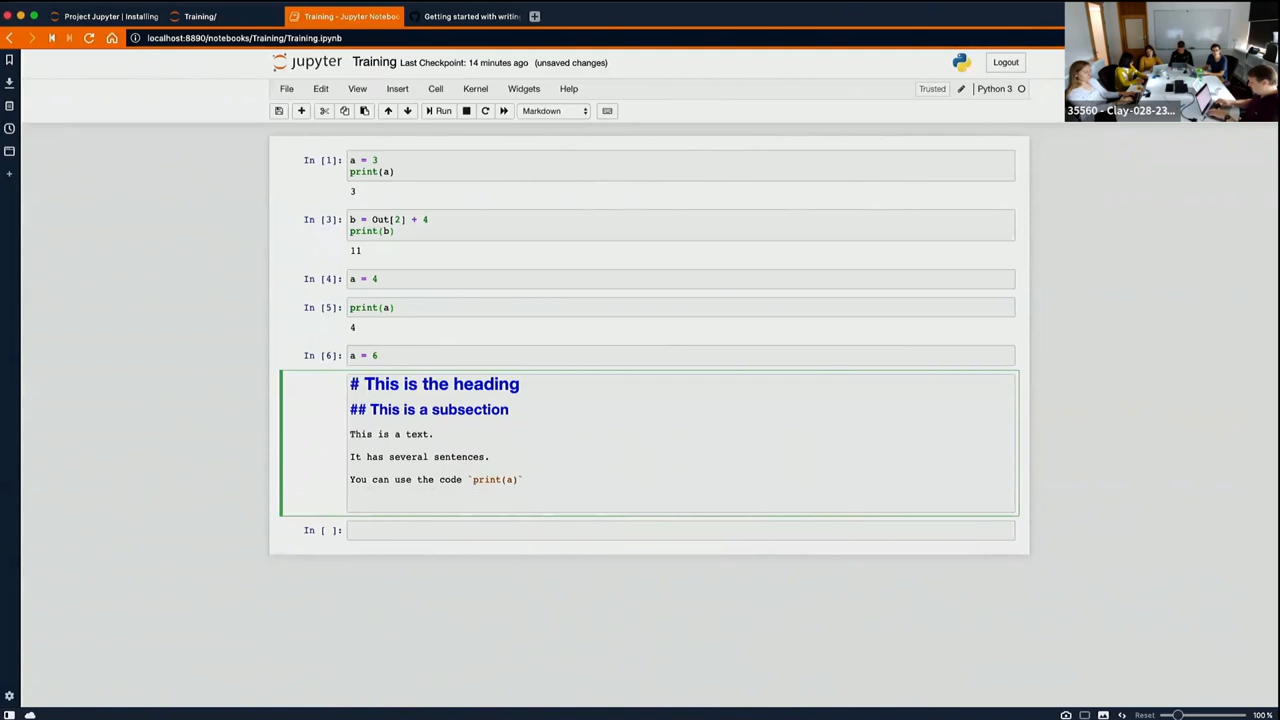 Project Jupyter | Installing
Training/
Training - Jupyter Noteboo
Getting started with writing
localhost:8890/notebooks/Training/Training.ipynb
jupyter Training Last Checkpoint: 14 minutes ago (unsaved changes)
Logout
File Edit View Insert Cell Kernel Widgets Help
Trusted
Python 3
Run
Markdown
35560 - Clay-028-23...
In [1]: a = 3
print(a)
3
In [3]: b = Out[2] + 4
print(b)
11
In [4]: a = 4
In [5]: print(a)
4
In [6]: a = 6
# This is the heading
## This is a subsection
This is a text.
It has several sentences.
You can use the code `print(a)`
In [ ]:
Reset
100 %